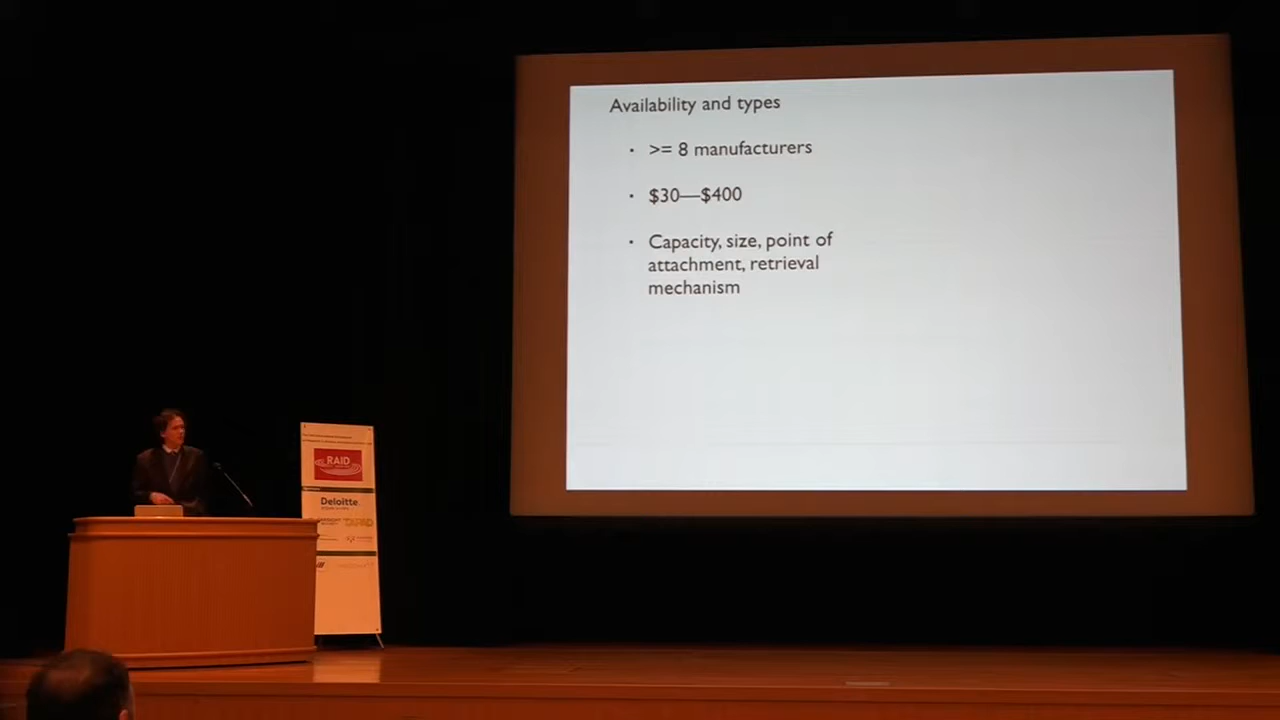 Availability and types
· >= 8 manufacturers
· $30—$400
· Capacity, size, point of
attachment, retrieval
mechanism
RAID
Deloitte.